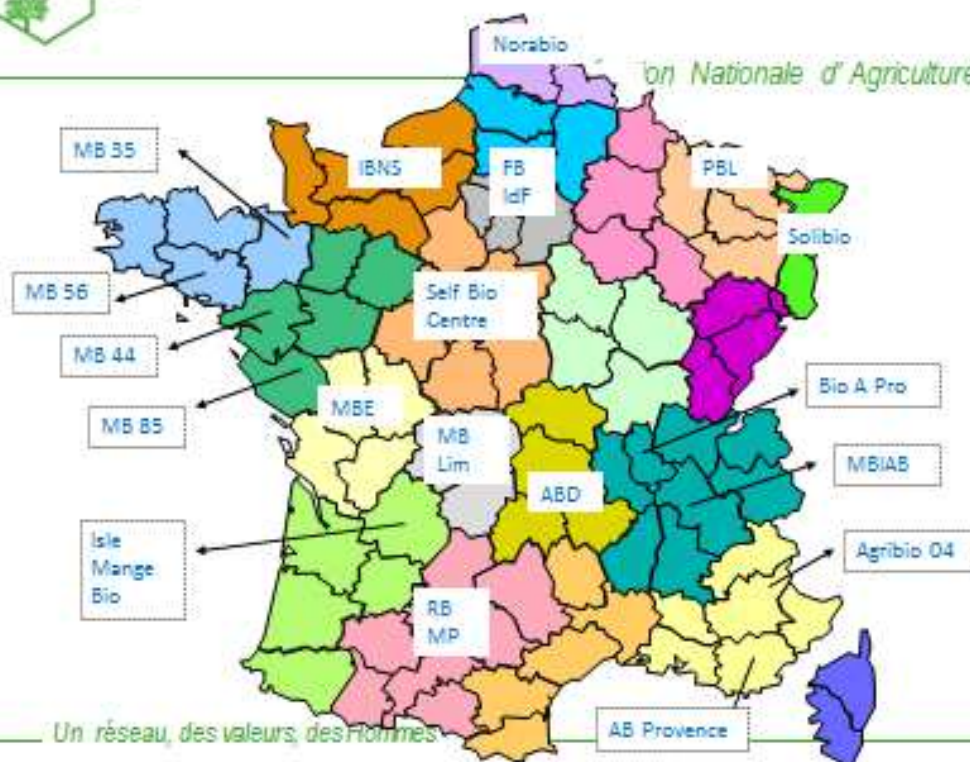 Norabio
on Nationale d'Agriculture
MB 35
IBNS
FB
IdF
PBL
Solibio
MB 56
Self Bio
Centre
MB 44
MB 85
MBE
MB
Lim
Bio A Pro
ABD
MBIAB
Isle
Mange
Bio
Agribio 04
RB
MP
Un réseau, des valeurs, des Hommes
AB Provence